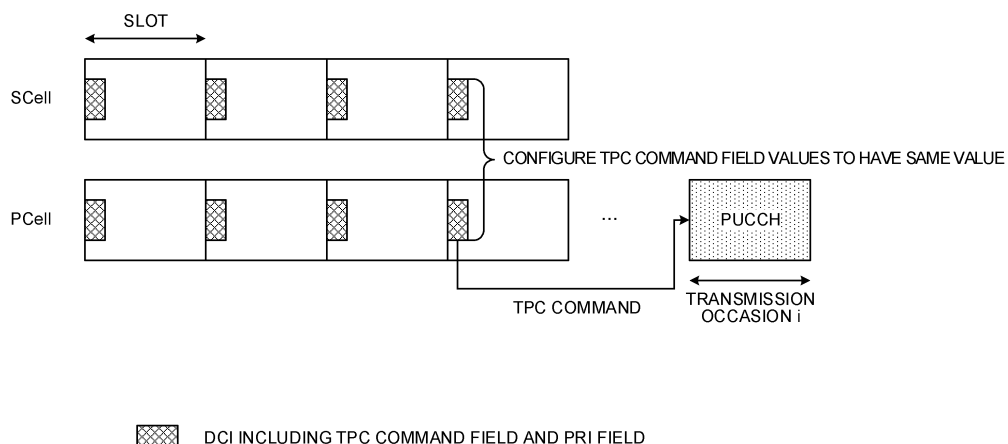 SLOT
SCell
CONFIGURE TPC COMMAND FIELD VALUES TO HAVE SAME VALUE
PCell
...
PUCCH
TPC COMMAND
TRANSMISSION
OCCASION i
DCI INCLUDING TPC COMMAND FIELD AND PRI FIELD